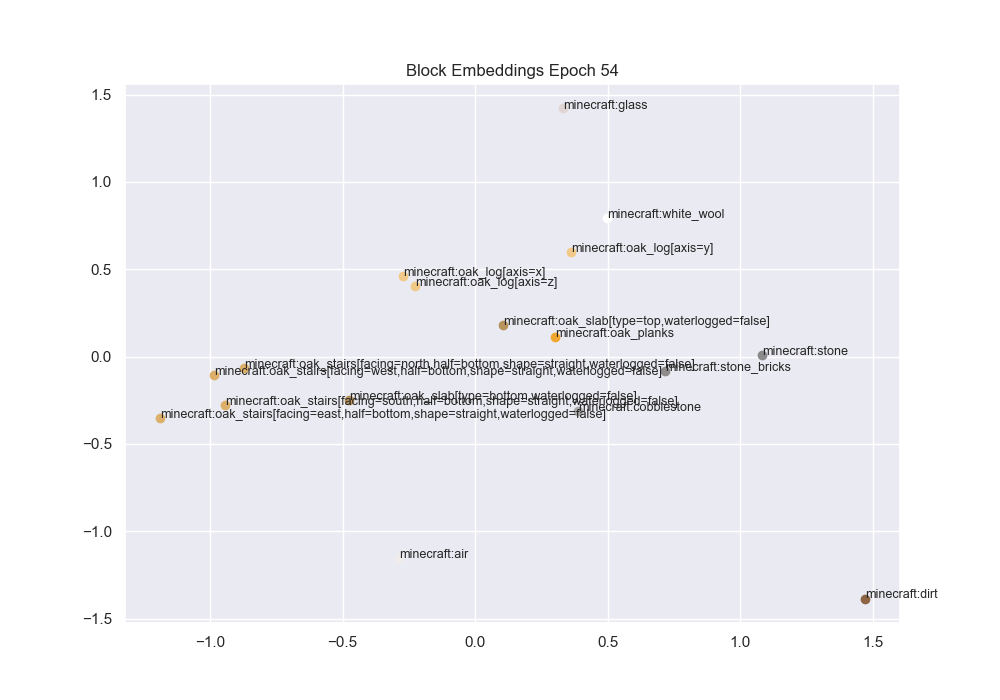 Block Embeddings Epoch 54
1.5
minecraft:glass
1.0
minecraft:white_wool
minecraft:oak_log[axis=y]
0.5
minecraft:oak_log[axis=x]
minecraft:oak_log[axis=z]
minecraft:oak_slab[type=top,waterlogged=false]
minecraft:oak_planks
0.0
minecraft:stone
minecraft:oak_stairs[facing=north,half=bottom,shape=straight,waterlogged=false]
minecraft:stone_bricks
minecraft:oak_stairs[facing=west,half=bottom,shape=straight,waterlogged=false]
minecraft:oak_slab[type=bottom,waterlogged=false]
minecraft:oak_stairs[facing=south,half=bottom,shape=straight,waterlogged=false]
minecraft:cobblestone
minecraft:oak_stairs[facing=east,half=bottom,shape=straight,waterlogged=false]
−0.5
−1.0
minecraft:air
minecraft:dirt
−1.5
−1.0 −0.5 0.0 0.5 1.0 1.5